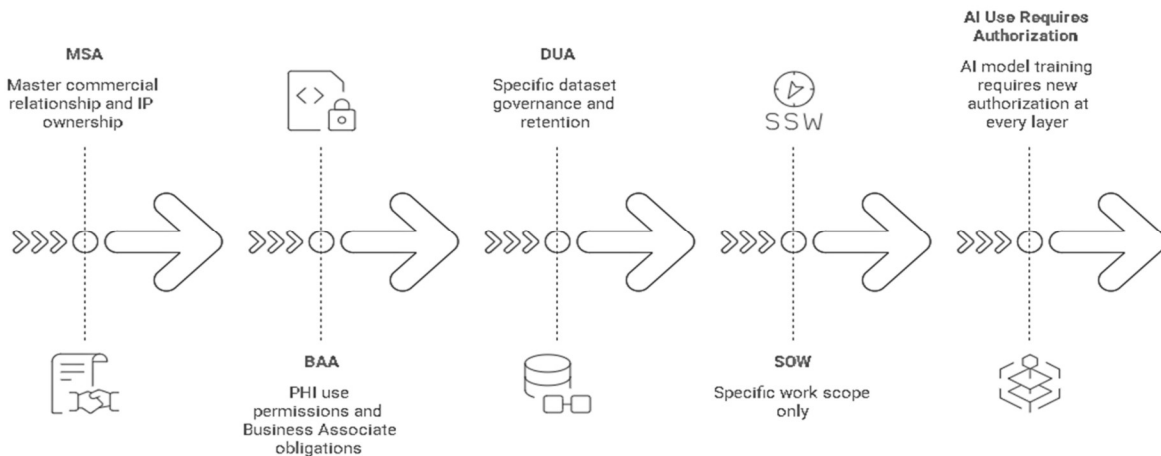 MSA
Master commercial
relationship and IP
ownership
BAA
PHI use
permissions and
Business Associate
obligations
DUA
Specific dataset
governance and
retention
SSW
SOW
Specific work scope
only
AI Use Requires
Authorization
AI model training
requires new
authorization at
every layer